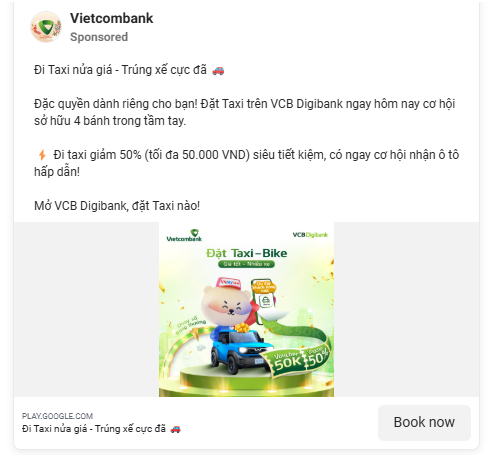 Vietcombank
Sponsored
Đi Taxi nửa giá - Trúng xế cực đã 🚗
Đặc quyền dành riêng cho bạn! Đặt Taxi trên VCB Digibank ngay hôm nay cơ hội
sở hữu 4 bánh trong tầm tay.
⚡ Đi taxi giảm 50% (tối đa 50.000 VND) siêu tiết kiệm, có ngay cơ hội nhận ô tô
hấp dẫn!
Mở VCB Digibank, đặt Taxi nào!
Vietcombank
VCBDigibank
Đặt Taxi-Bike
Giá tốt - Nhiều xe
Voucher
50K
50%
PLAY.GOOGLE.COM
Đi Taxi nửa giá - Trúng xế cực đã 🚗
Book now